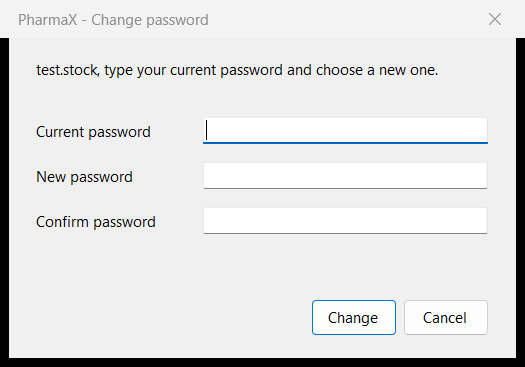 PharmaX - Change password
test.stock, type your current password and choose a new one.
Current password
New password
Confirm password
Change Cancel